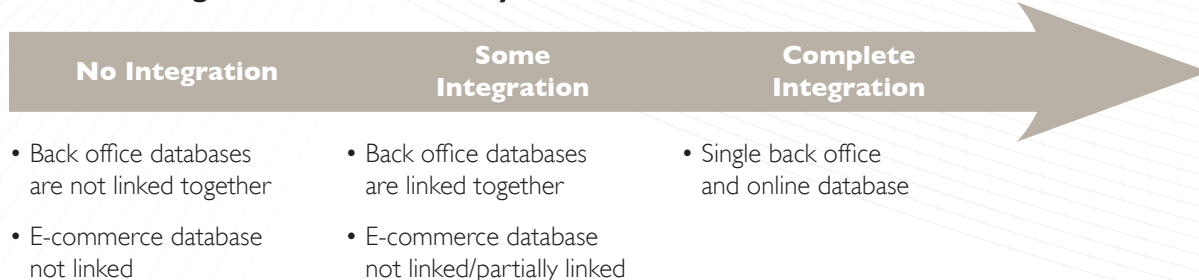 No Integration
Some
Integration
Complete
Integration
• Back office databases
are not linked together
• E-commerce database
not linked
• Back office databases
are linked together
• E-commerce database
not linked/partially linked
• Single back office
and online database